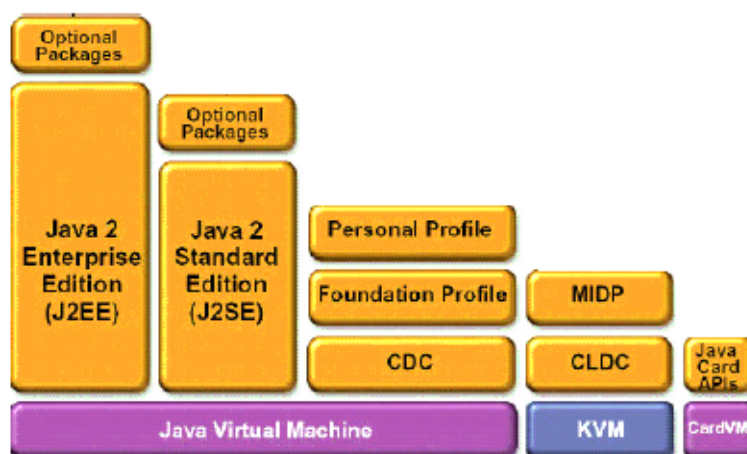 Optional
Packages
Java 2
Enterprise
Edition
(J2EE)
Optional
Packages
Java 2
Standard
Edition
(J2SE)
Personal Profile
Foundation Profile
CDC
MIDP
CLDC
Java
Card
APIs
Java Virtual Machine
KVM
CardVM